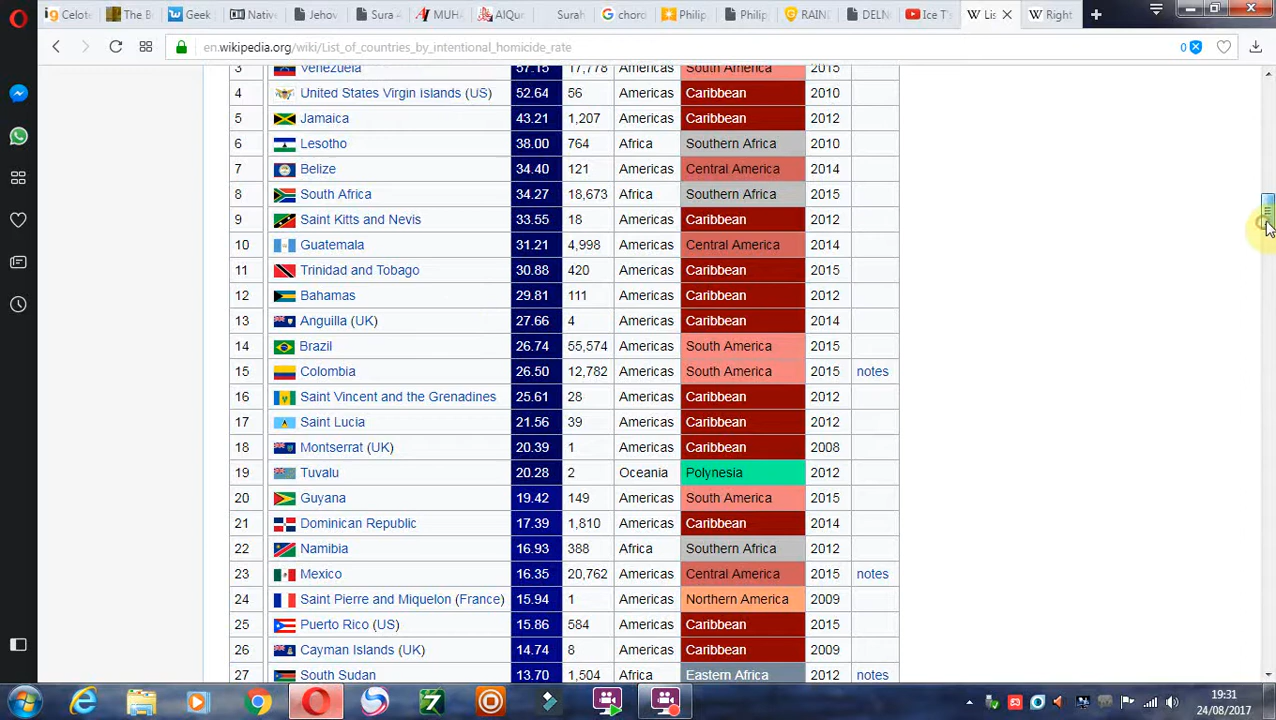 Celol
The B
Geek
Nativ
Jehov
Sura
MUHA
AlQur
Surah
choro
Philip
Philip
RAIN
DELN
Ice T
Lis
Right
en.wikipedia.org/wiki/List_of_countries_by_intentional_homicide_rate 0
3 Venezuela 57.15 17,778 Americas South America 2015
4 United States Virgin Islands (US) 52.64 56 Americas Caribbean 2010
5 Jamaica 43.21 1,207 Americas Caribbean 2012
6 Lesotho 38.00 764 Africa Southern Africa 2010
7 Belize 34.40 121 Americas Central America 2014
8 South Africa 34.27 18,673 Africa Southern Africa 2015
9 Saint Kitts and Nevis 33.55 18 Americas Caribbean 2012
10 Guatemala 31.21 4,998 Americas Central America 2014
11 Trinidad and Tobago 30.88 420 Americas Caribbean 2015
12 Bahamas 29.81 111 Americas Caribbean 2012
13 Anguilla (UK) 27.66 4 Americas Caribbean 2014
14 Brazil 26.74 55,574 Americas South America 2015
15 Colombia 26.50 12,782 Americas South America 2015 notes
16 Saint Vincent and the Grenadines 25.61 28 Americas Caribbean 2012
17 Saint Lucia 21.56 39 Americas Caribbean 2012
18 Montserrat (UK) 20.39 1 Americas Caribbean 2008
19 Tuvalu 20.28 2 Oceania Polynesia 2012
20 Guyana 19.42 149 Americas South America 2015
21 Dominican Republic 17.39 1,810 Americas Caribbean 2014
22 Namibia 16.93 388 Africa Southern Africa 2012
23 Mexico 16.35 20,762 Americas Central America 2015 notes
24 Saint Pierre and Miquelon (France) 15.94 1 Americas Northern America 2009
25 Puerto Rico (US) 15.86 584 Americas Caribbean 2015
26 Cayman Islands (UK) 14.74 8 Americas Caribbean 2009
27 South Sudan 13.70 1,504 Africa Eastern Africa 2012 notes
19:31
24/08/2017